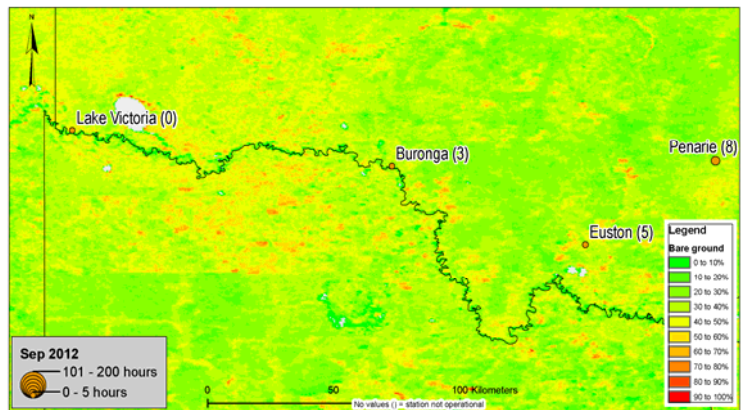 N
Lake Victoria (0)
Buronga (3)
Penarie (8)
Euston (5)
Legend
Bare ground
0 to 10%
10 to 20%
20 to 30%
30 to 40%
40 to 50%
50 to 60%
60 to 70%
70 to 80%
80 to 90%
90 to 100%
Sep 2012
101 - 200 hours
0 - 5 hours
0 50 100 Kilometers
No values () = station not operational